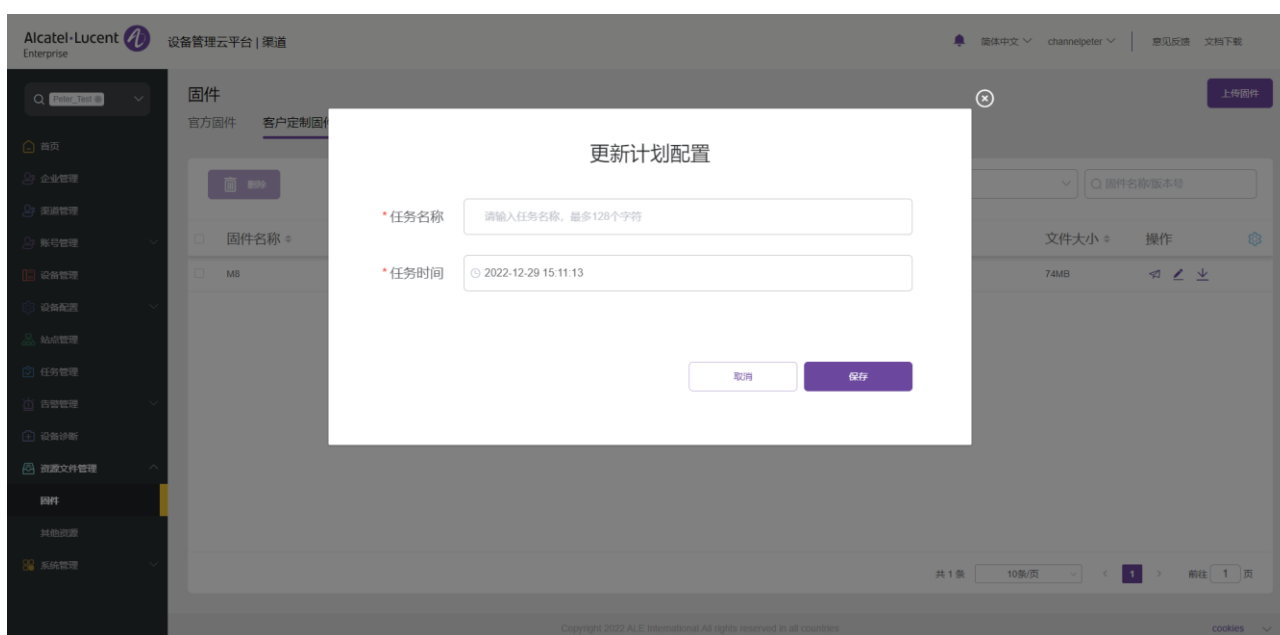 Alcatel·Lucent
Enterprise
设备管理云平台 | 渠道
简体中文
channelpeter
意见反馈
文档下载
Peter_Test
固件
上传固件
官方固件
客户定制固件
首页
企业管理
渠道管理
账号管理
设备管理
设备配置
站点管理
任务管理
告警管理
设备诊断
资源文件管理
固件
其他资源
系统管理
删除
固件名称/版本号
固件名称
文件大小
操作
M8
74MB
更新计划配置
*任务名称
请输入任务名称，最多128个字符
*任务时间
2022-12-29 15:11:13
取消
保存
共 1 条
10条/页
1
前往 1 页
Copyright 2022 ALE International.All rights reserved in all countries
cookies